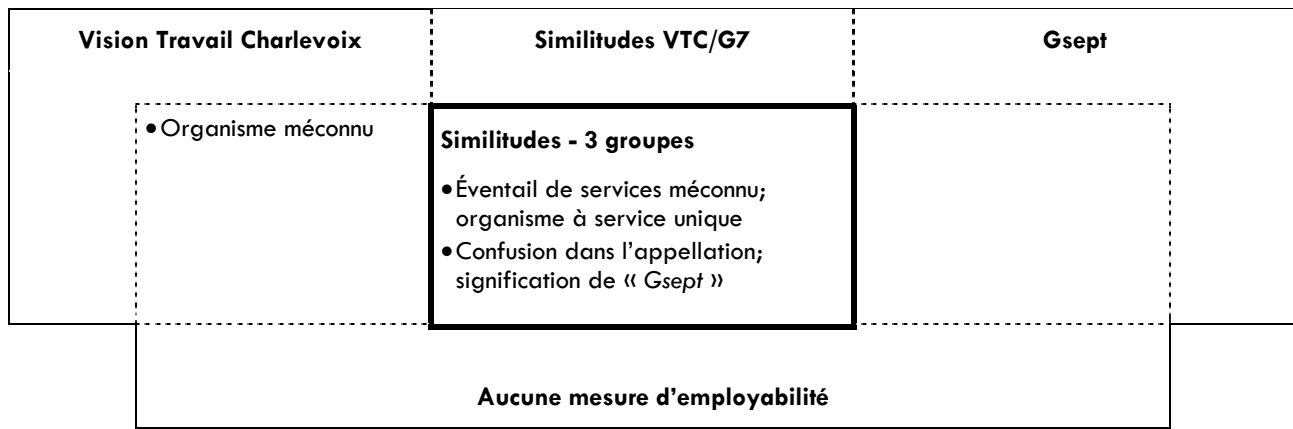 Vision Travail Charlevoix
Similitudes VTC/G7
Gsept
•Organisme méconnu
Similitudes - 3 groupes
•Éventail de services méconnu;
organisme à service unique
•Confusion dans l'appellation;
signification de « Gsept »
Aucune mesure d'employabilité